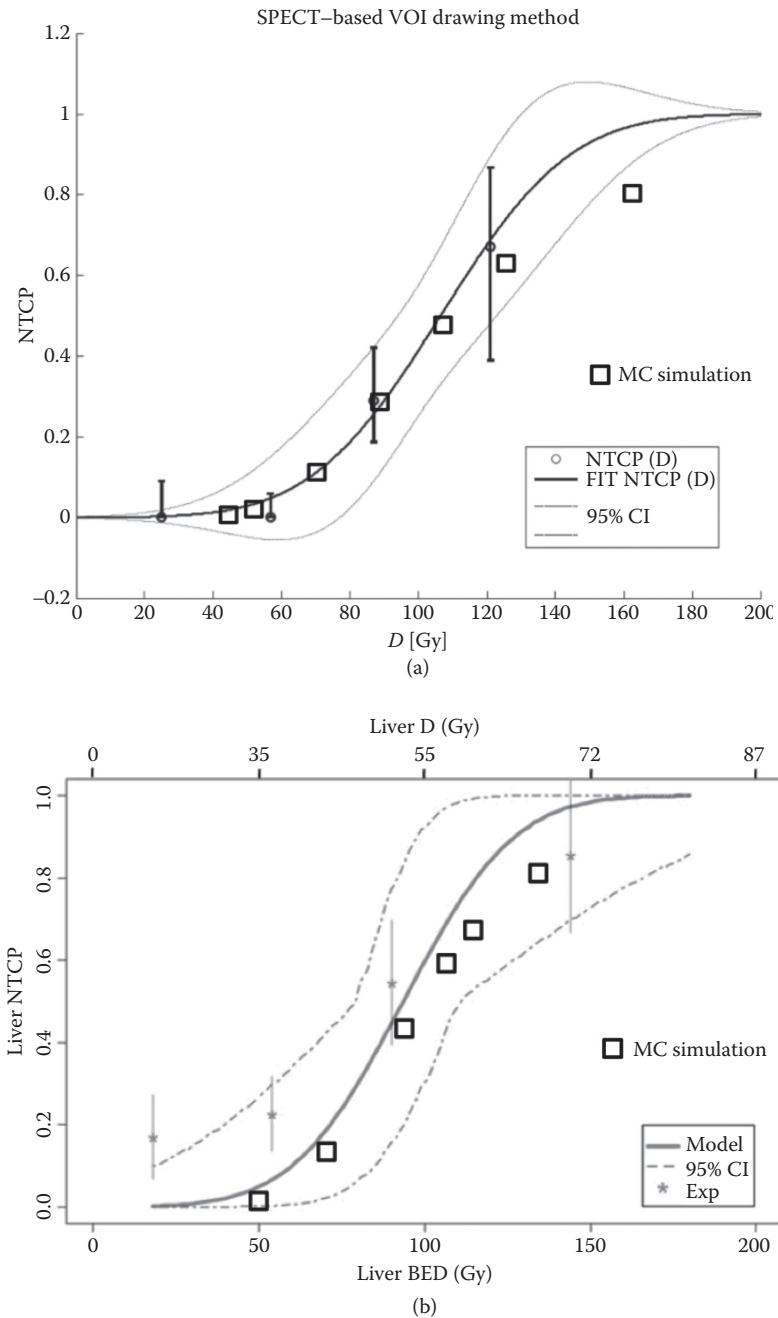 SPECT–based VOI drawing method
1.2
1
0.8
0.6
0.4
0.2
0
–0.2
NTCP
MC simulation
NTCP (D)
FIT NTCP (D)
95% CI
0 20 40 60 80 100 120 140 160 180 200
D [Gy]
(a)
Liver D (Gy)
0 35 55 72 87
1.0
0.8
0.6
0.4
0.2
0.0
Liver NTCP
MC simulation
Model
95% CI
Exp
0 50 100 150 200
Liver BED (Gy)
(b)